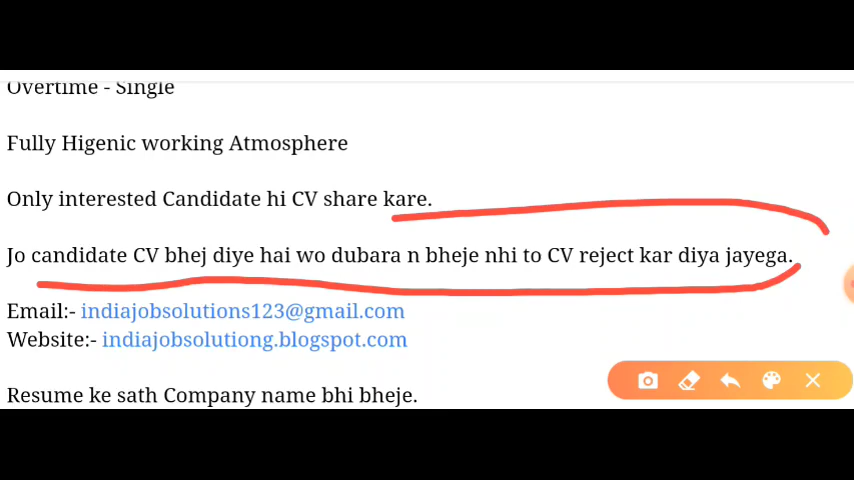 Overtime - Single
Fully Higenic working Atmosphere
Only interested Candidate hi CV share kare.
Jo candidate CV bhej diye hai wo dubara n bheje nhi to CV reject kar diya jayega.
Email:- indiajobsolutions123@gmail.com
Website:- indiajobsolutiong.blogspot.com
Resume ke sath Company name bhi bheje.